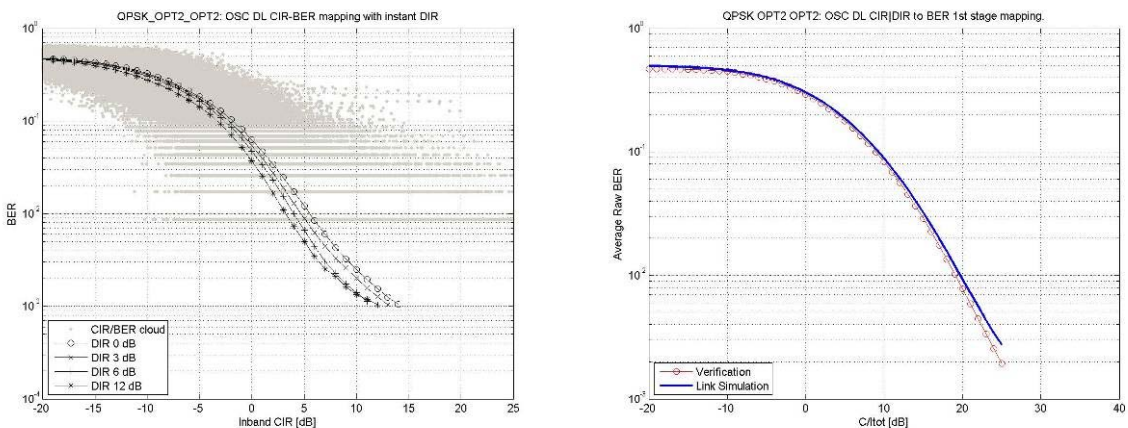 QPSK_OPT2_OPT2: OSC DL CIR-BER mapping with instant DIR
10^0
10^-1
10^-2
10^-3
10^-4
BER
-20 -15 -10 -5 0 5 10 15 20 25
Inband CIR [dB]
CIR/BER cloud
DIR 0 dB
DIR 3 dB
DIR 6 dB
DIR 12 dB
QPSK OPT2 OPT2: OSC DL CIR|DIR to BER 1st stage mapping.
10^0
10^-1
10^-2
10^-3
Average Raw BER
-20 -10 0 10 20 30 40
C/Itot [dB]
Verification
Link Simulation